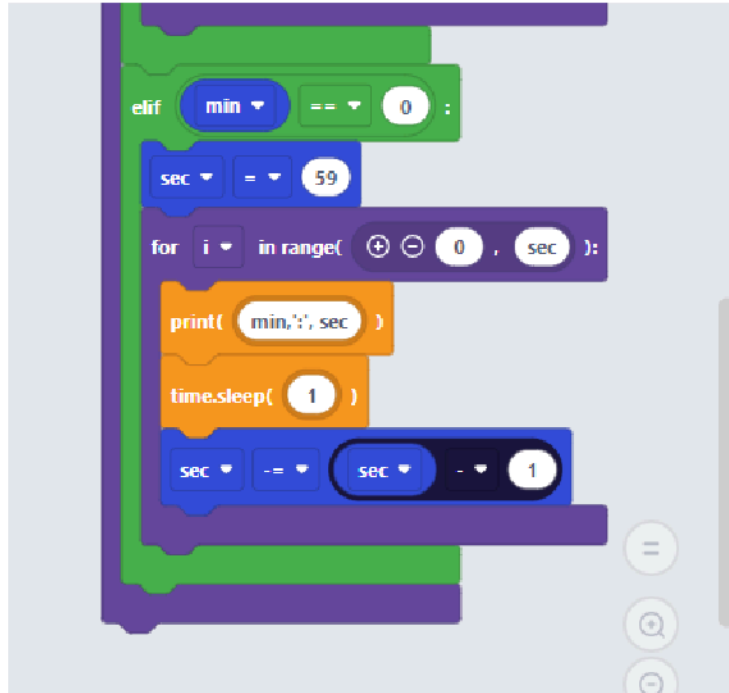 elif min == 0 :
sec = 59
for i in range( 0 , sec ):
print( min,':', sec )
time.sleep( 1 )
sec -= sec - 1